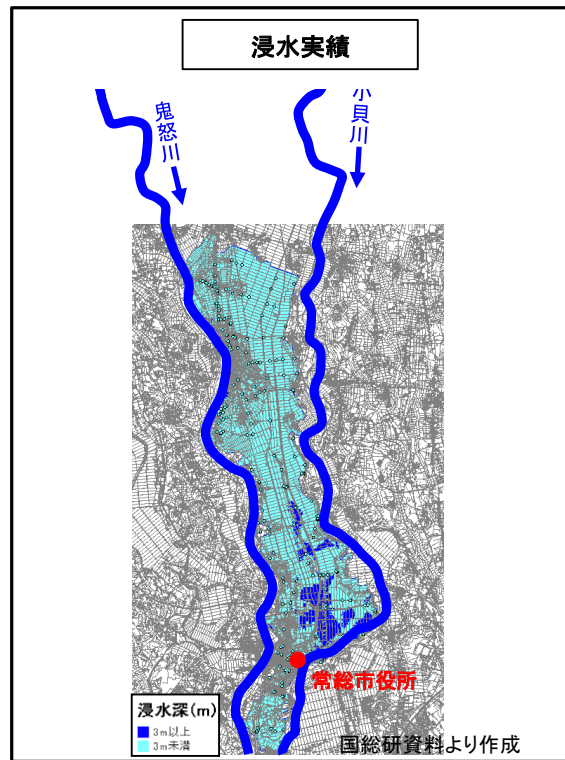 浸水実績
鬼怒川
小貝川
常総市役所
浸水深(m)
3m以上
3m未満
国総研資料より作成